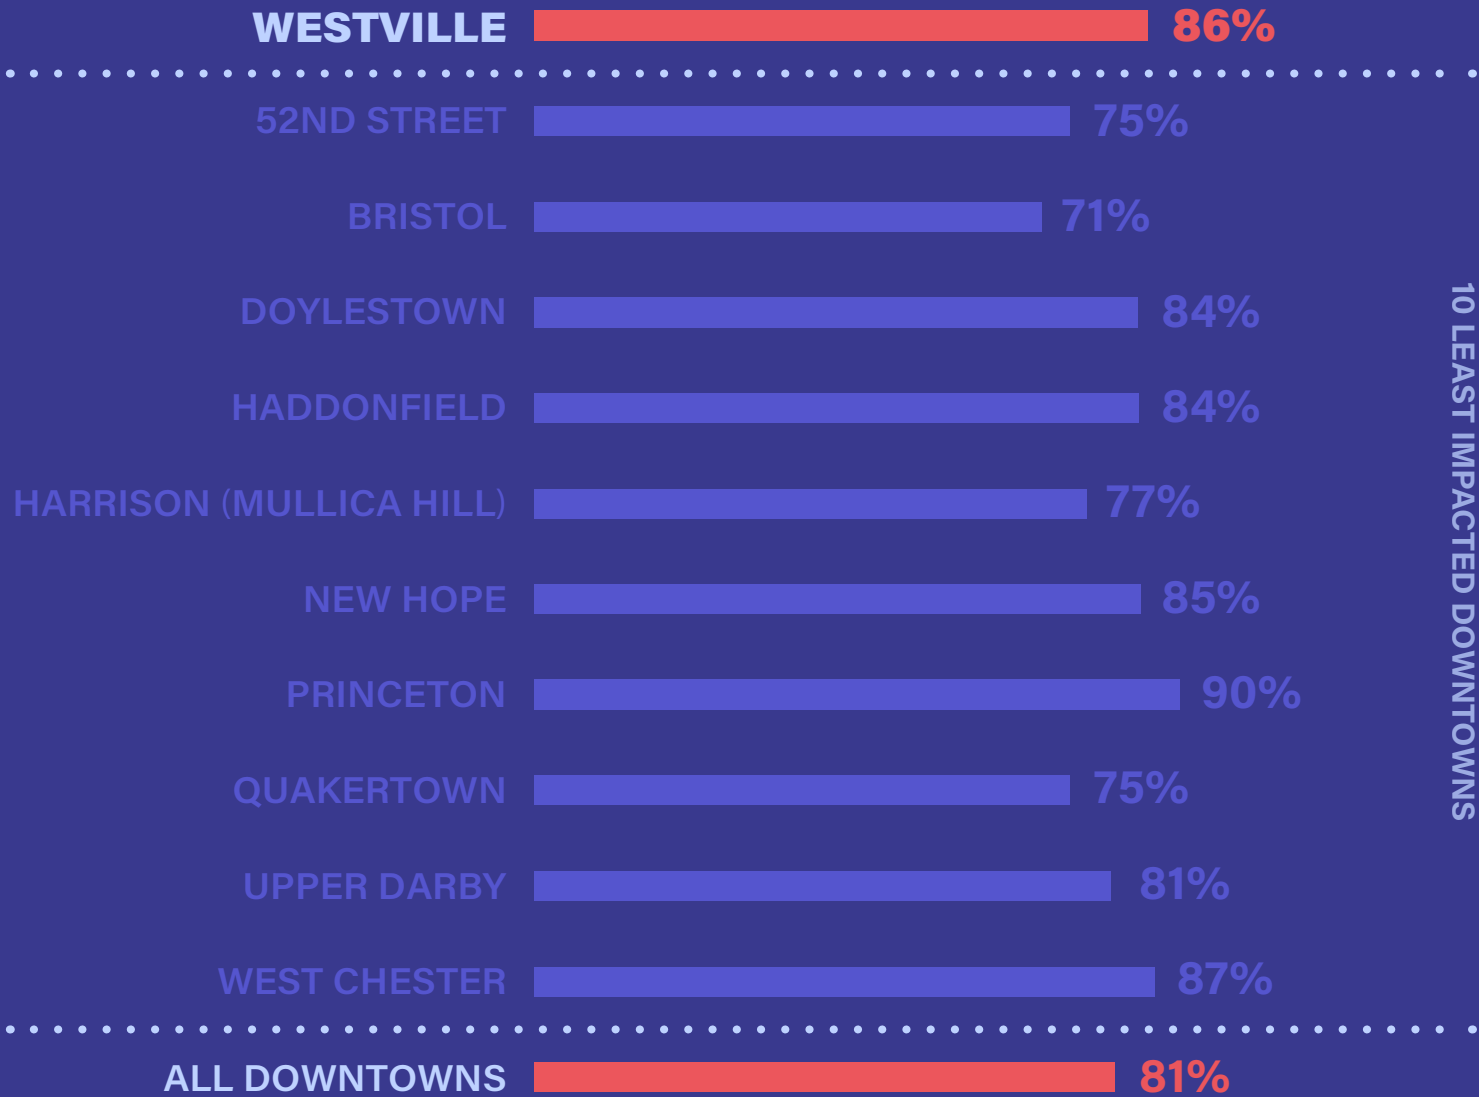 WESTVILLE 86%
52ND STREET 75%
BRISTOL 71%
DOYLESTOWN 84%
HADDONFIELD 84%
HARRISON (MULLICA HILL) 77%
NEW HOPE 85%
PRINCETON 90%
QUAKERTOWN 75%
UPPER DARBY 81%
WEST CHESTER 87%
ALL DOWNTOWNS 81%
10 LEAST IMPACTED DOWNTOWNS